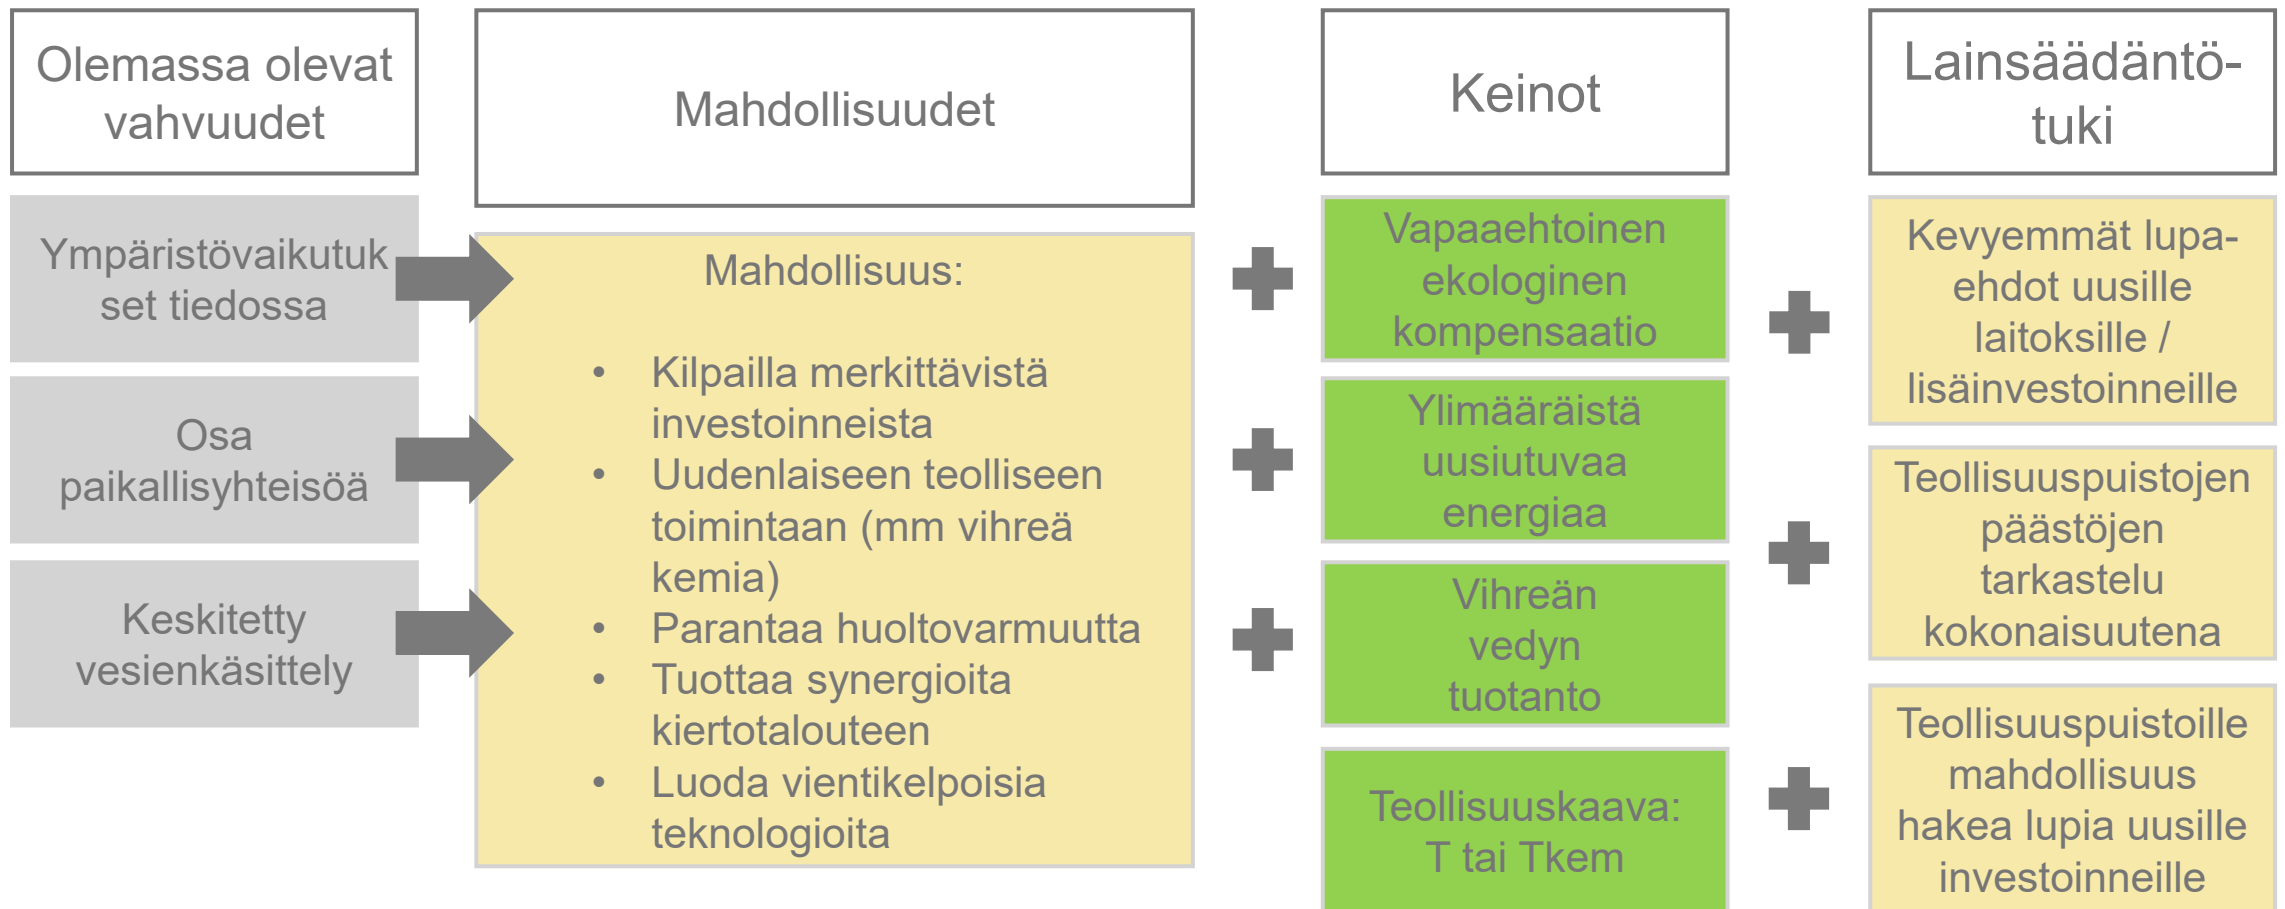 Olemassa olevat
vahvuudet
Ympäristövaikutuk
set tiedossa
Osa
paikallisyhteisöä
Keskitetty
vesienkäsittely
Mahdollisuudet
Mahdollisuus:
• Kilpailla merkittävistä
investoinneista
• Uudenlaiseen teolliseen
toimintaan (mm vihreä
kemia)
• Parantaa huoltovarmuutta
• Tuottaa synergioita
kiertotalouteen
• Luoda vientikelpoisia
teknologioita
Keinot
Vapaaehtoinen
ekologinen
kompensaatio
Ylimääräistä
uusiutuvaa
energiaa
Vihreän
vedyn
tuotanto
Teollisuuskaava:
T tai Tkem
Lainsäädäntö-
tuki
Kevyemmät lupa-
ehdot uusille
laitoksille /
lisäinvestoinneille
Teollisuuspuistojen
päästöjen
tarkastelu
kokonaisuutena
Teollisuuspuistoille
mahdollisuus
hakea lupia uusille
investoinneille